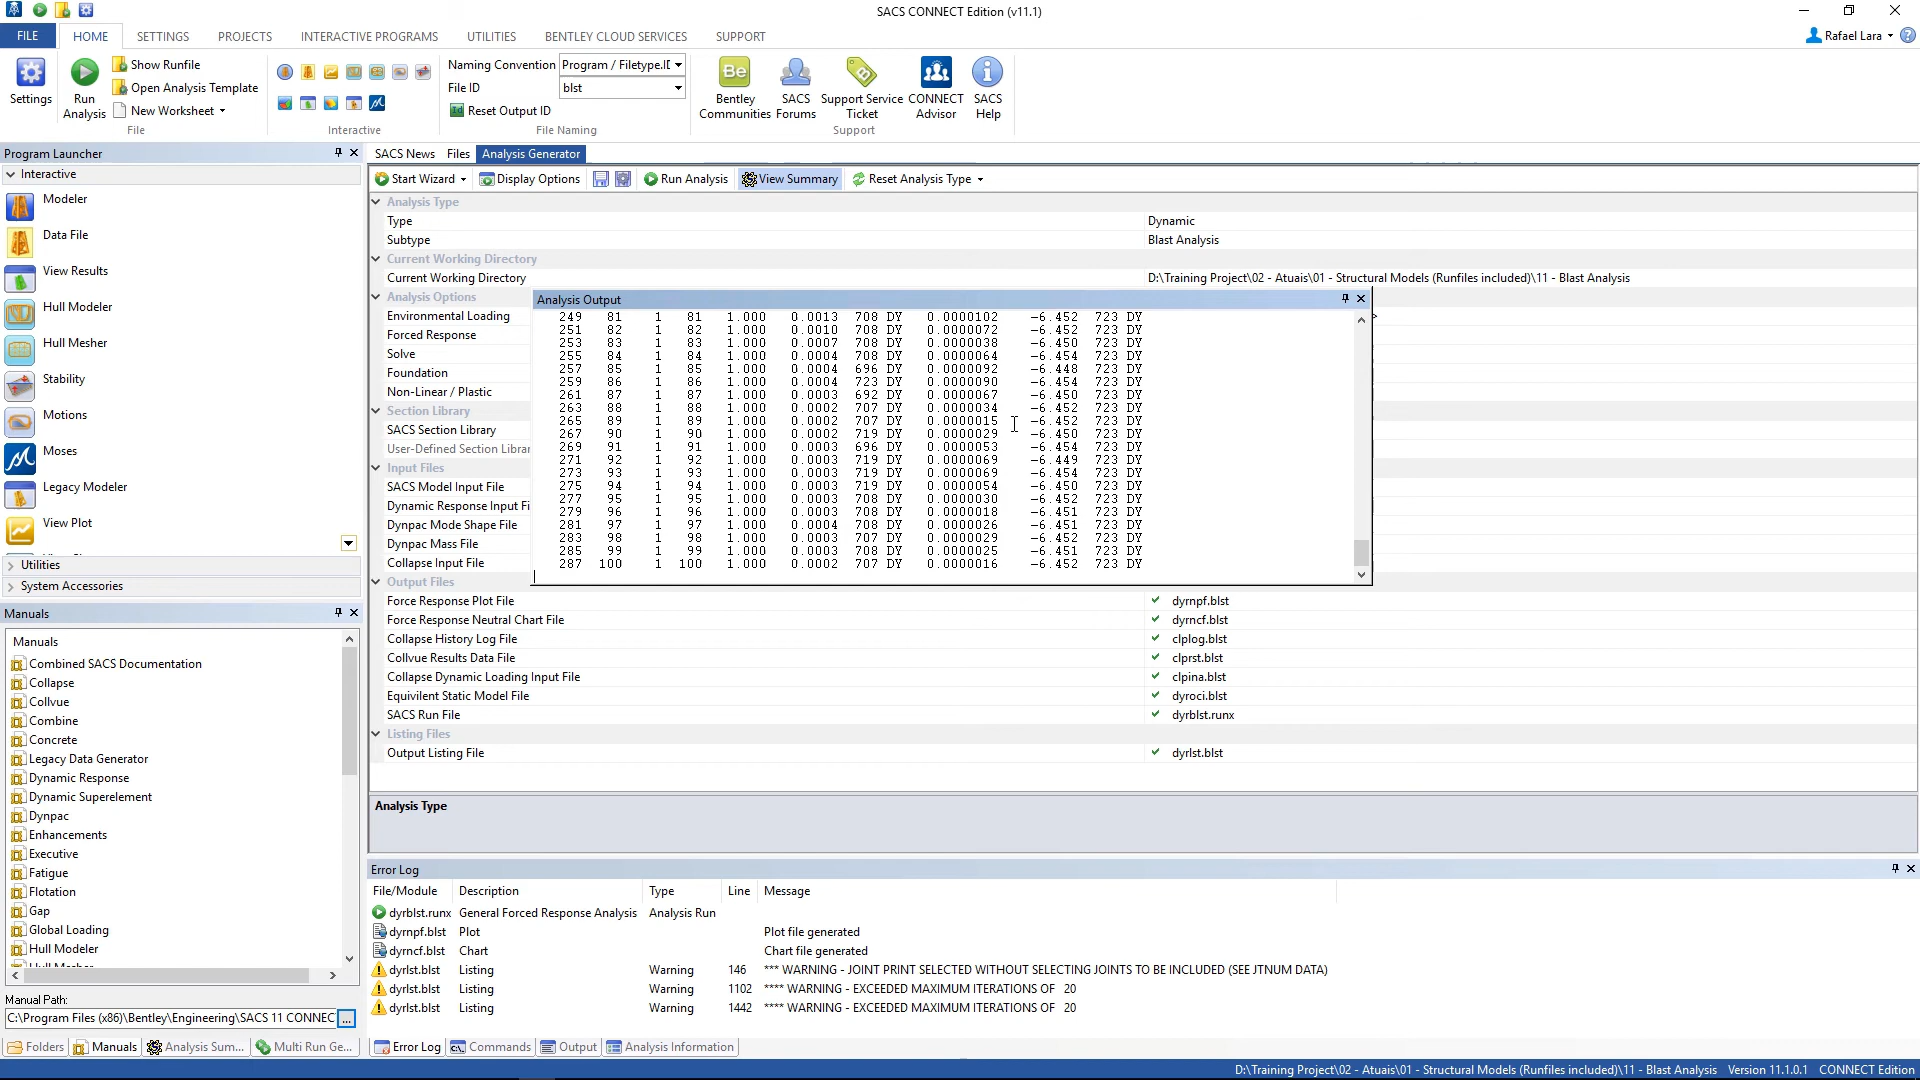 SACS CONNECT Edition (v11.1)
FILE HOME SETTINGS PROJECTS INTERACTIVE PROGRAMS UTILITIES BENTLEY CLOUD SERVICES SUPPORT
Rafael Lara
Settings
Run Analysis
Show Runfile
Open Analysis Template
New Worksheet
File
Interactive
Naming Convention Program / Filetype.IL
File ID blst
Reset Output ID
File Naming
Bentley Communities
SACS Forums
Support Service Ticket
CONNECT Advisor
SACS Help
Support
Program Launcher
Interactive
Modeler
Data File
View Results
Hull Modeler
Hull Mesher
Stability
Motions
Moses
Legacy Modeler
View Plot
Utilities
System Accessories
Manuals
Manuals
Combined SACS Documentation
Collapse
Collvue
Combine
Concrete
Legacy Data Generator
Dynamic Response
Dynamic Superelement
Dynpac
Enhancements
Executive
Fatigue
Flotation
Gap
Global Loading
Hull Modeler
Manual Path:
C:\Program Files (x86)\Bentley\Engineering\SACS 11 CONNEC ...
Folders Manuals Analysis Sum... Multi Run Ge...
SACS News Files Analysis Generator
Start Wizard Display Options Run Analysis View Summary Reset Analysis Type
Analysis Type
Type Dynamic
Subtype Blast Analysis
Current Working Directory
Current Working Directory D:\Training Project\02 - Atuais\01 - Structural Models (Runfiles included)\11 - Blast Analysis
Analysis Options
Environmental Loading
Forced Response
Solve
Foundation
Non-Linear / Plastic
Section Library
SACS Section Library
User-Defined Section Librar
Input Files
SACS Model Input File
Dynamic Response Input Fi
Dynpac Mode Shape File
Dynpac Mass File
Collapse Input File
Output Files
Force Response Plot File dyrnpf.blst
Force Response Neutral Chart File dyrncf.blst
Collapse History Log File clplog.blst
Collvue Results Data File clprst.blst
Collapse Dynamic Loading Input File clpina.blst
Equivilent Static Model File dyroci.blst
SACS Run File dyrblst.runx
Listing Files
Output Listing File dyrlst.blst
Analysis Output
249 81 1 81 1.000 0.0013 708 DY 0.0000102 -6.452 723 DY
251 82 1 82 1.000 0.0010 708 DY 0.0000072 -6.452 723 DY
253 83 1 83 1.000 0.0007 708 DY 0.0000038 -6.450 723 DY
255 84 1 84 1.000 0.0004 708 DY 0.0000064 -6.454 723 DY
257 85 1 85 1.000 0.0004 696 DY 0.0000092 -6.448 723 DY
259 86 1 86 1.000 0.0004 723 DY 0.0000090 -6.454 723 DY
261 87 1 87 1.000 0.0003 692 DY 0.0000067 -6.450 723 DY
263 88 1 88 1.000 0.0002 707 DY 0.0000034 -6.452 723 DY
265 89 1 89 1.000 0.0002 707 DY 0.0000015 -6.452 723 DY
267 90 1 90 1.000 0.0002 719 DY 0.0000029 -6.450 723 DY
269 91 1 91 1.000 0.0003 696 DY 0.0000053 -6.454 723 DY
271 92 1 92 1.000 0.0003 719 DY 0.0000069 -6.449 723 DY
273 93 1 93 1.000 0.0003 719 DY 0.0000069 -6.454 723 DY
275 94 1 94 1.000 0.0003 719 DY 0.0000054 -6.450 723 DY
277 95 1 95 1.000 0.0003 708 DY 0.0000030 -6.452 723 DY
279 96 1 96 1.000 0.0003 708 DY 0.0000018 -6.451 723 DY
281 97 1 97 1.000 0.0004 708 DY 0.0000026 -6.451 723 DY
283 98 1 98 1.000 0.0003 707 DY 0.0000029 -6.452 723 DY
285 99 1 99 1.000 0.0003 708 DY 0.0000025 -6.451 723 DY
287 100 1 100 1.000 0.0002 707 DY 0.0000016 -6.452 723 DY
Analysis Type
Error Log
File/Module Description Type Line Message
dyrblst.runx General Forced Response Analysis Analysis Run
dyrnpf.blst Plot Plot file generated
dyrncf.blst Chart Chart file generated
dyrlst.blst Listing Warning 146 *** WARNING - JOINT PRINT SELECTED WITHOUT SELECTING JOINTS TO BE INCLUDED (SEE JTNUM DATA)
dyrlst.blst Listing Warning 1102 **** WARNING - EXCEEDED MAXIMUM ITERATIONS OF 20
dyrlst.blst Listing Warning 1442 **** WARNING - EXCEEDED MAXIMUM ITERATIONS OF 20
Error Log Commands Output Analysis Information
D:\Training Project\02 - Atuais\01 - Structural Models (Runfiles included)\11 - Blast Analysis Version 11.1.0.1 CONNECT Edition